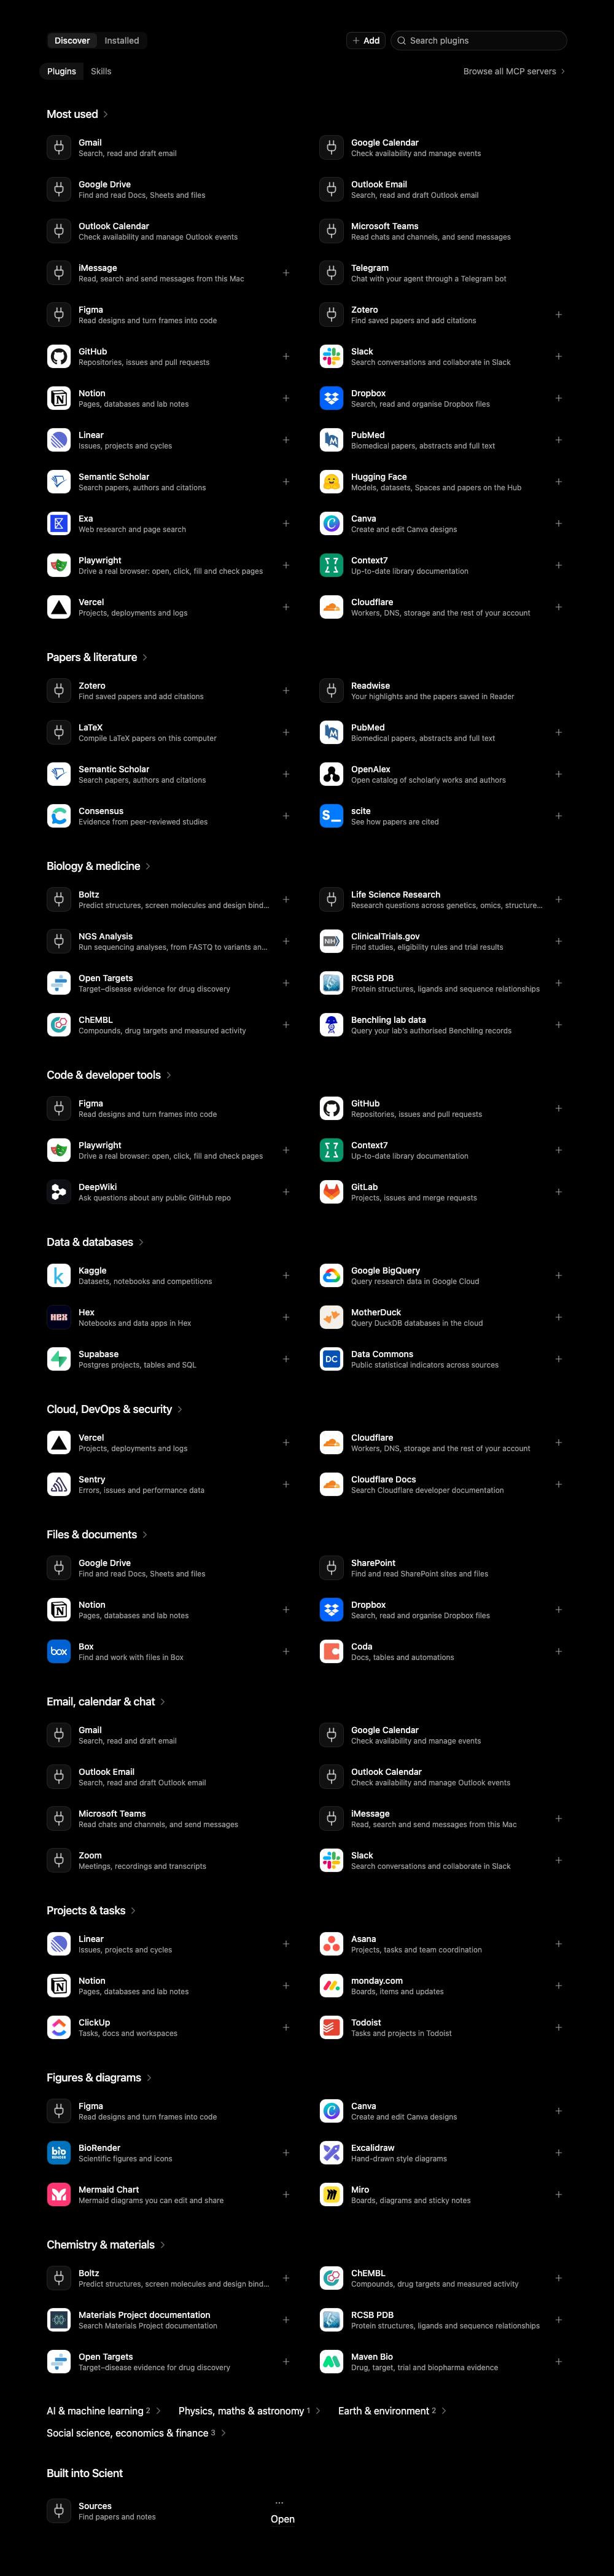 Discover Installed
Add
Search plugins
Plugins Skills
Browse all MCP servers
Most used
Gmail
Search, read and draft email
Google Calendar
Check availability and manage events
Google Drive
Find and read Docs, Sheets and files
Outlook Email
Search, read and draft Outlook email
Outlook Calendar
Check availability and manage Outlook events
Microsoft Teams
Read chats and channels, and send messages
iMessage
Read, search and send messages from this Mac
Telegram
Chat with your agent through a Telegram bot
Figma
Read designs and turn frames into code
Zotero
Find saved papers and add citations
GitHub
Repositories, issues and pull requests
Slack
Search conversations and collaborate in Slack
Notion
Pages, databases and lab notes
Dropbox
Search, read and organise Dropbox files
Linear
Issues, projects and cycles
PubMed
Biomedical papers, abstracts and full text
Semantic Scholar
Search papers, authors and citations
Hugging Face
Models, datasets, Spaces and papers on the Hub
Exa
Web research and page search
Canva
Create and edit Canva designs
Playwright
Drive a real browser: open, click, fill and check pages
Context7
Up-to-date library documentation
Vercel
Projects, deployments and logs
Cloudflare
Workers, DNS, storage and the rest of your account
Papers & literature
Zotero
Find saved papers and add citations
Readwise
Your highlights and the papers saved in Reader
LaTeX
Compile LaTeX papers on this computer
PubMed
Biomedical papers, abstracts and full text
Semantic Scholar
Search papers, authors and citations
OpenAlex
Open catalog of scholarly works and authors
Consensus
Evidence from peer-reviewed studies
scite
See how papers are cited
Biology & medicine
Boltz
Predict structures, screen molecules and design bind...
Life Science Research
Research questions across genetics, omics, structure...
NGS Analysis
Run sequencing analyses, from FASTQ to variants an...
NIH
ClinicalTrials.gov
Find studies, eligibility rules and trial results
Open Targets
Target–disease evidence for drug discovery
RCSB PDB
Protein structures, ligands and sequence relationships
ChEMBL
Compounds, drug targets and measured activity
Benchling lab data
Query your lab's authorised Benchling records
Code & developer tools
Figma
Read designs and turn frames into code
GitHub
Repositories, issues and pull requests
Playwright
Drive a real browser: open, click, fill and check pages
Context7
Up-to-date library documentation
DeepWiki
Ask questions about any public GitHub repo
GitLab
Projects, issues and merge requests
Data & databases
Kaggle
Datasets, notebooks and competitions
Google BigQuery
Query research data in Google Cloud
HEX
Hex
Notebooks and data apps in Hex
MotherDuck
Query DuckDB databases in the cloud
Supabase
Postgres projects, tables and SQL
DC
Data Commons
Public statistical indicators across sources
Cloud, DevOps & security
Vercel
Projects, deployments and logs
Cloudflare
Workers, DNS, storage and the rest of your account
Sentry
Errors, issues and performance data
Cloudflare Docs
Search Cloudflare developer documentation
Files & documents
Google Drive
Find and read Docs, Sheets and files
SharePoint
Find and read SharePoint sites and files
Notion
Pages, databases and lab notes
Dropbox
Search, read and organise Dropbox files
box
Box
Find and work with files in Box
Coda
Docs, tables and automations
Email, calendar & chat
Gmail
Search, read and draft email
Google Calendar
Check availability and manage events
Outlook Email
Search, read and draft Outlook email
Outlook Calendar
Check availability and manage Outlook events
Microsoft Teams
Read chats and channels, and send messages
iMessage
Read, search and send messages from this Mac
Zoom
Meetings, recordings and transcripts
Slack
Search conversations and collaborate in Slack
Projects & tasks
Linear
Issues, projects and cycles
Asana
Projects, tasks and team coordination
Notion
Pages, databases and lab notes
monday.com
Boards, items and updates
ClickUp
Tasks, docs and workspaces
Todoist
Tasks and projects in Todoist
Figures & diagrams
Figma
Read designs and turn frames into code
Canva
Create and edit Canva designs
bio
BioRender
Scientific figures and icons
Excalidraw
Hand-drawn style diagrams
Mermaid Chart
Mermaid diagrams you can edit and share
Miro
Boards, diagrams and sticky notes
Chemistry & materials
Boltz
Predict structures, screen molecules and design bind...
ChEMBL
Compounds, drug targets and measured activity
Materials Project documentation
Search Materials Project documentation
RCSB PDB
Protein structures, ligands and sequence relationships
Open Targets
Target–disease evidence for drug discovery
Maven Bio
Drug, target, trial and biopharma evidence
AI & machine learning 2
Physics, maths & astronomy 1
Earth & environment 2
Social science, economics & finance 3
Built into Scient
Sources
Find papers and notes
...
Open